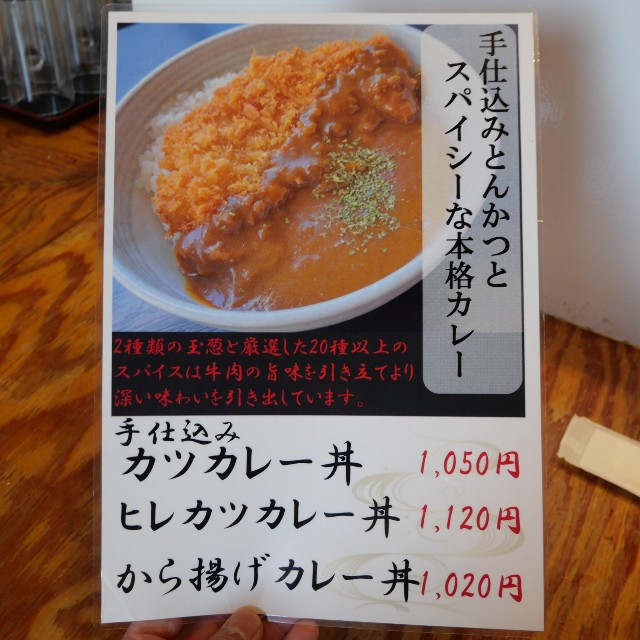 手仕込みとんかつと
スパイシーな本格カレー
2種類の玉葱と厳選した20種以上の
スパイスは牛肉の旨味を引き立てより
深い味わいを引き出しています。
手仕込み
カツカレー丼 1,050円
ヒレカツカレー丼 1,120円
から揚げカレー丼 1,020円